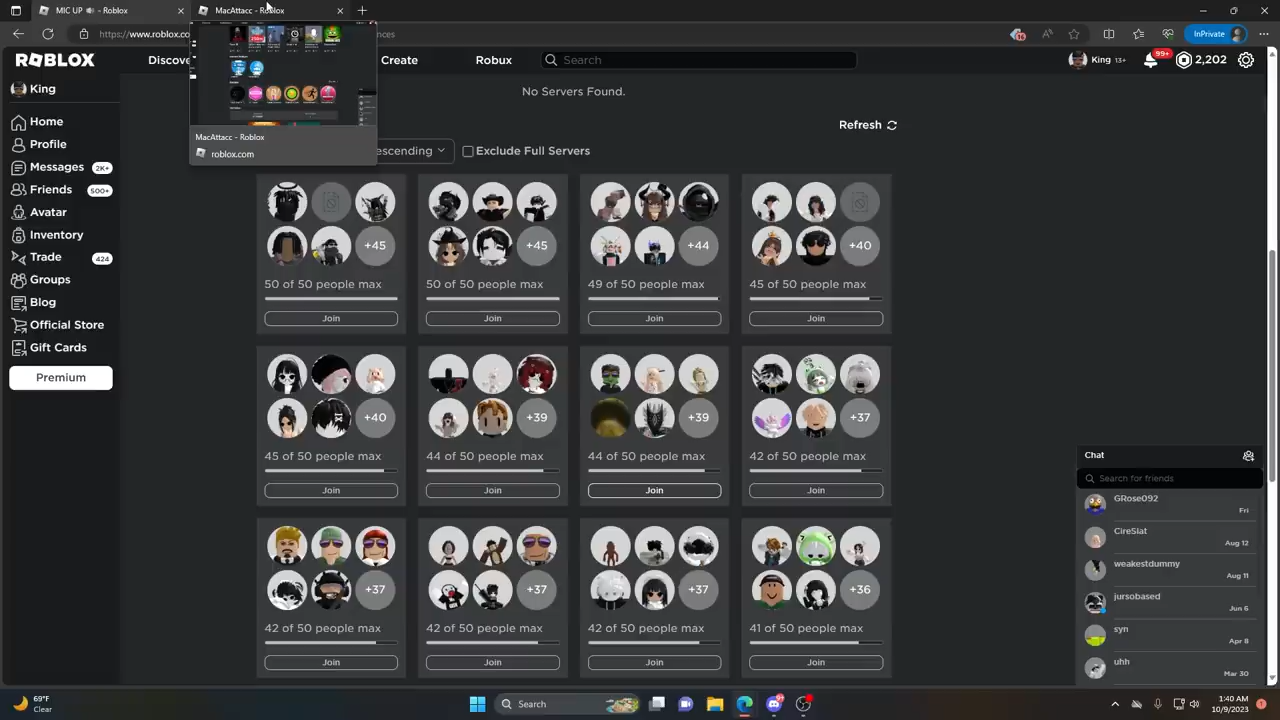 MIC UP 🔊 - Roblox
MacAttacc - Roblox
https://www.roblox.co
nces
InPrivate
ROBLOX
Discove
Create
Robux
Search
King 13+
99+
2,202
MacAttacc - Roblox
roblox.com
King
Home
Profile
Messages 2K+
Friends 500+
Avatar
Inventory
Trade 424
Groups
Blog
Official Store
Gift Cards
Premium
No Servers Found.
Refresh
escending
Exclude Full Servers
+45
+45
+44
+40
50 of 50 people max
50 of 50 people max
49 of 50 people max
45 of 50 people max
Join
Join
Join
Join
+40
+39
+39
+37
45 of 50 people max
44 of 50 people max
44 of 50 people max
42 of 50 people max
Join
Join
Join
Join
+37
+37
+37
+36
42 of 50 people max
42 of 50 people max
42 of 50 people max
41 of 50 people max
Join
Join
Join
Join
Chat
Search for friends
GRose092
Fri
CireSlat
Aug 12
weakestdummy
Aug 11
jursobased
Jun 6
syn
Apr 8
uhh
Mar 30
69°F
Clear
Search
1:40 AM
10/9/2023